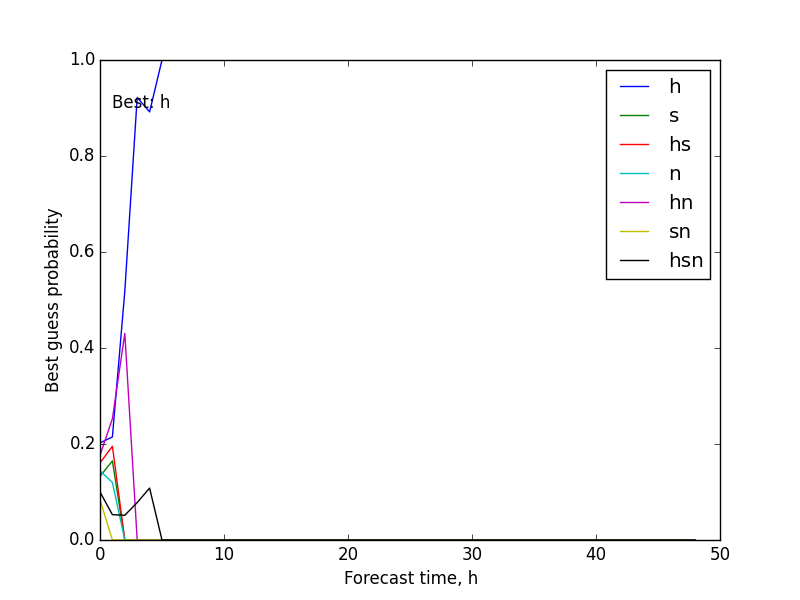 1.0
0.8
0.6
0.4
0.2
0.0
Best guess probability
Best: h
h
s
hs
n
hn
sn
hsn
0 10 20 30 40 50
Forecast time, h